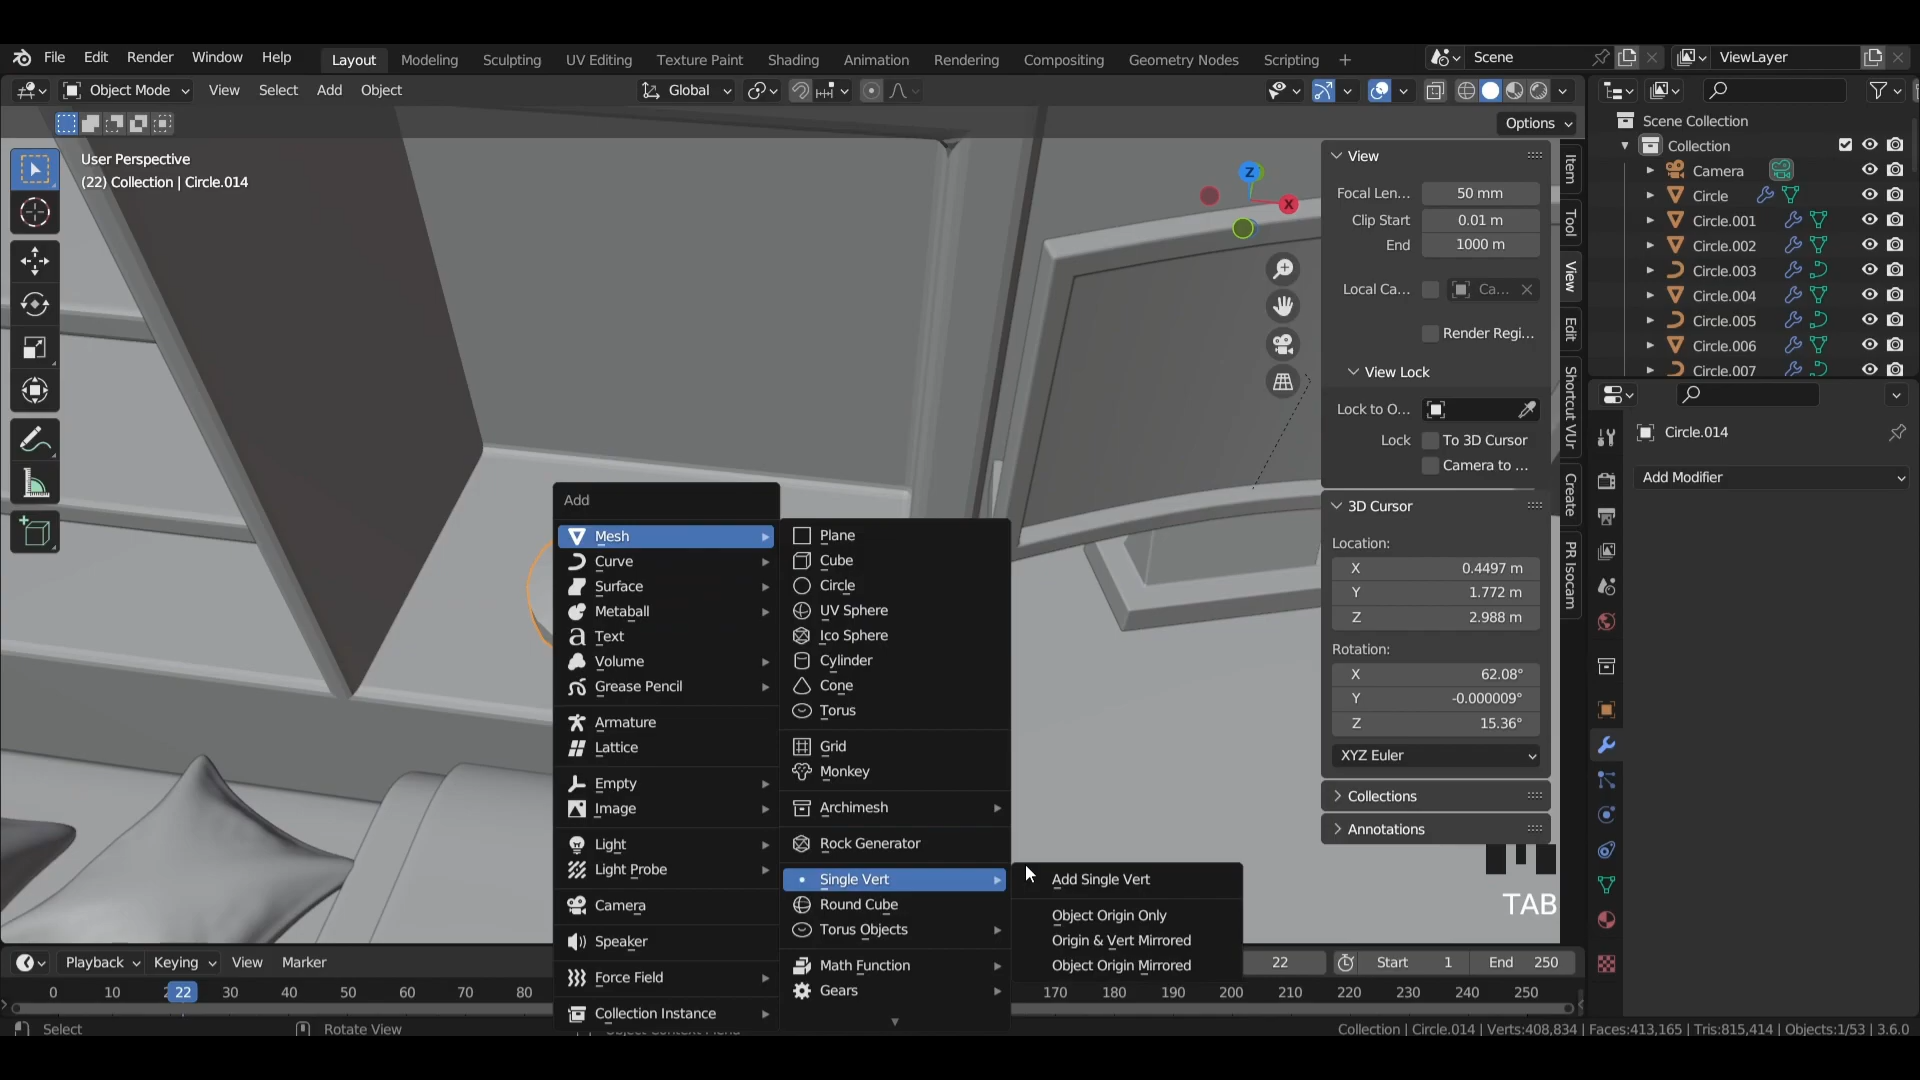 File Edit Render Window Help
Layout Modeling Sculpting UV Editing Texture Paint Shading Animation Rendering Compositing Geometry Nodes Scripting +
Scene
ViewLayer
Object Mode View Select Add Object
Global
Options
User Perspective
(22) Collection | Circle.014
Z
X
View
Focal Len... 50 mm
Clip Start 0.01 m
End 1000 m
Local Ca... Ca...
Render Regi...
View Lock
Lock to O...
Lock To 3D Cursor
Camera to ...
3D Cursor
Location:
X 0.4497 m
Y 1.772 m
Z 2.988 m
Rotation:
X 62.08°
Y -0.000009°
Z 15.36°
XYZ Euler
Collections
Annotations
Item
Tool
View
Edit
Shortcut VUr
Create
PR Isocam
Scene Collection
Collection
Camera
Circle
Circle.001
Circle.002
Circle.003
Circle.004
Circle.005
Circle.006
Circle.007
Circle.014
Add Modifier
Add
Mesh
Curve
Surface
Metaball
Text
Volume
Grease Pencil
Armature
Lattice
Empty
Image
Light
Light Probe
Camera
Speaker
Force Field
Collection Instance
Plane
Cube
Circle
UV Sphere
Ico Sphere
Cylinder
Cone
Torus
Grid
Monkey
Archimesh
Rock Generator
Single Vert
Round Cube
Torus Objects
Math Function
Gears
Add Single Vert
Object Origin Only
Origin & Vert Mirrored
Object Origin Mirrored
TAB
Playback Keying View Marker
22 Start 1 End 250
0 10 22 30 40 50 60 70 80 170 180 190 200 210 220 230 240 250
Select Rotate View Object Context Menu
Collection | Circle.014 | Verts:408,834 | Faces:413,165 | Tris:815,414 | Objects:1/53 | 3.6.0